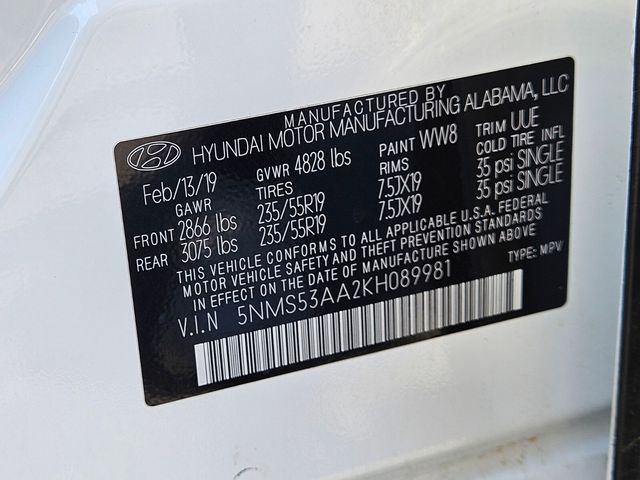 MANUFACTURED BY
HYUNDAI MOTOR MANUFACTURING ALABAMA, LLC
Feb/13/19 GVWR 4828 lbs PAINT WW8 TRIM UUE
GAWR TIRES RIMS COLD TIRE INFL
FRONT 2866 lbs 235/55R19 7.5JX19 35 psi SINGLE
REAR 3075 lbs 235/55R19 7.5JX19 35 psi SINGLE
THIS VEHICLE CONFORMS TO ALL APPLICABLE U.S.A. FEDERAL
MOTOR VEHICLE SAFETY AND THEFT PREVENTION STANDARDS
IN EFFECT ON THE DATE OF MANUFACTURE SHOWN ABOVE
V.I.N 5NMS53AA2KH089981 TYPE: MPV